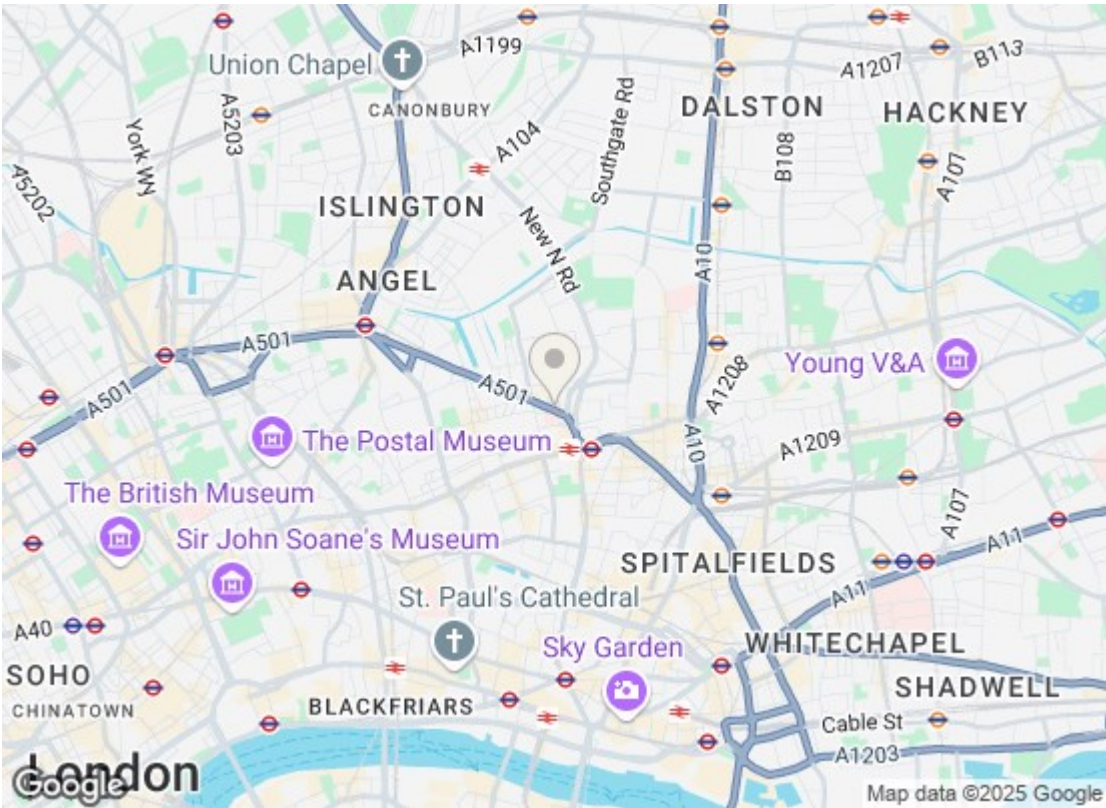 A1199
Union Chapel
CANONBURY
A5203
York WY
A5202
A104
Southgate Rd
DALSTON
A1207
B113
HACKNEY
B108
A107
ISLINGTON
New N Rd
ANGEL
A10
A501
A501
A501
A1208
Young V&A
The Postal Museum
A10
A1209
The British Museum
Sir John Soane's Museum
A107
A11
SPITALFIELDS
St. Paul's Cathedral
A11
A40
SOHO
CHINATOWN
Sky Garden
WHITECHAPEL
BLACKFRIARS
SHADWELL
Cable St
A1203
London
Google
Map data ©2025 Google